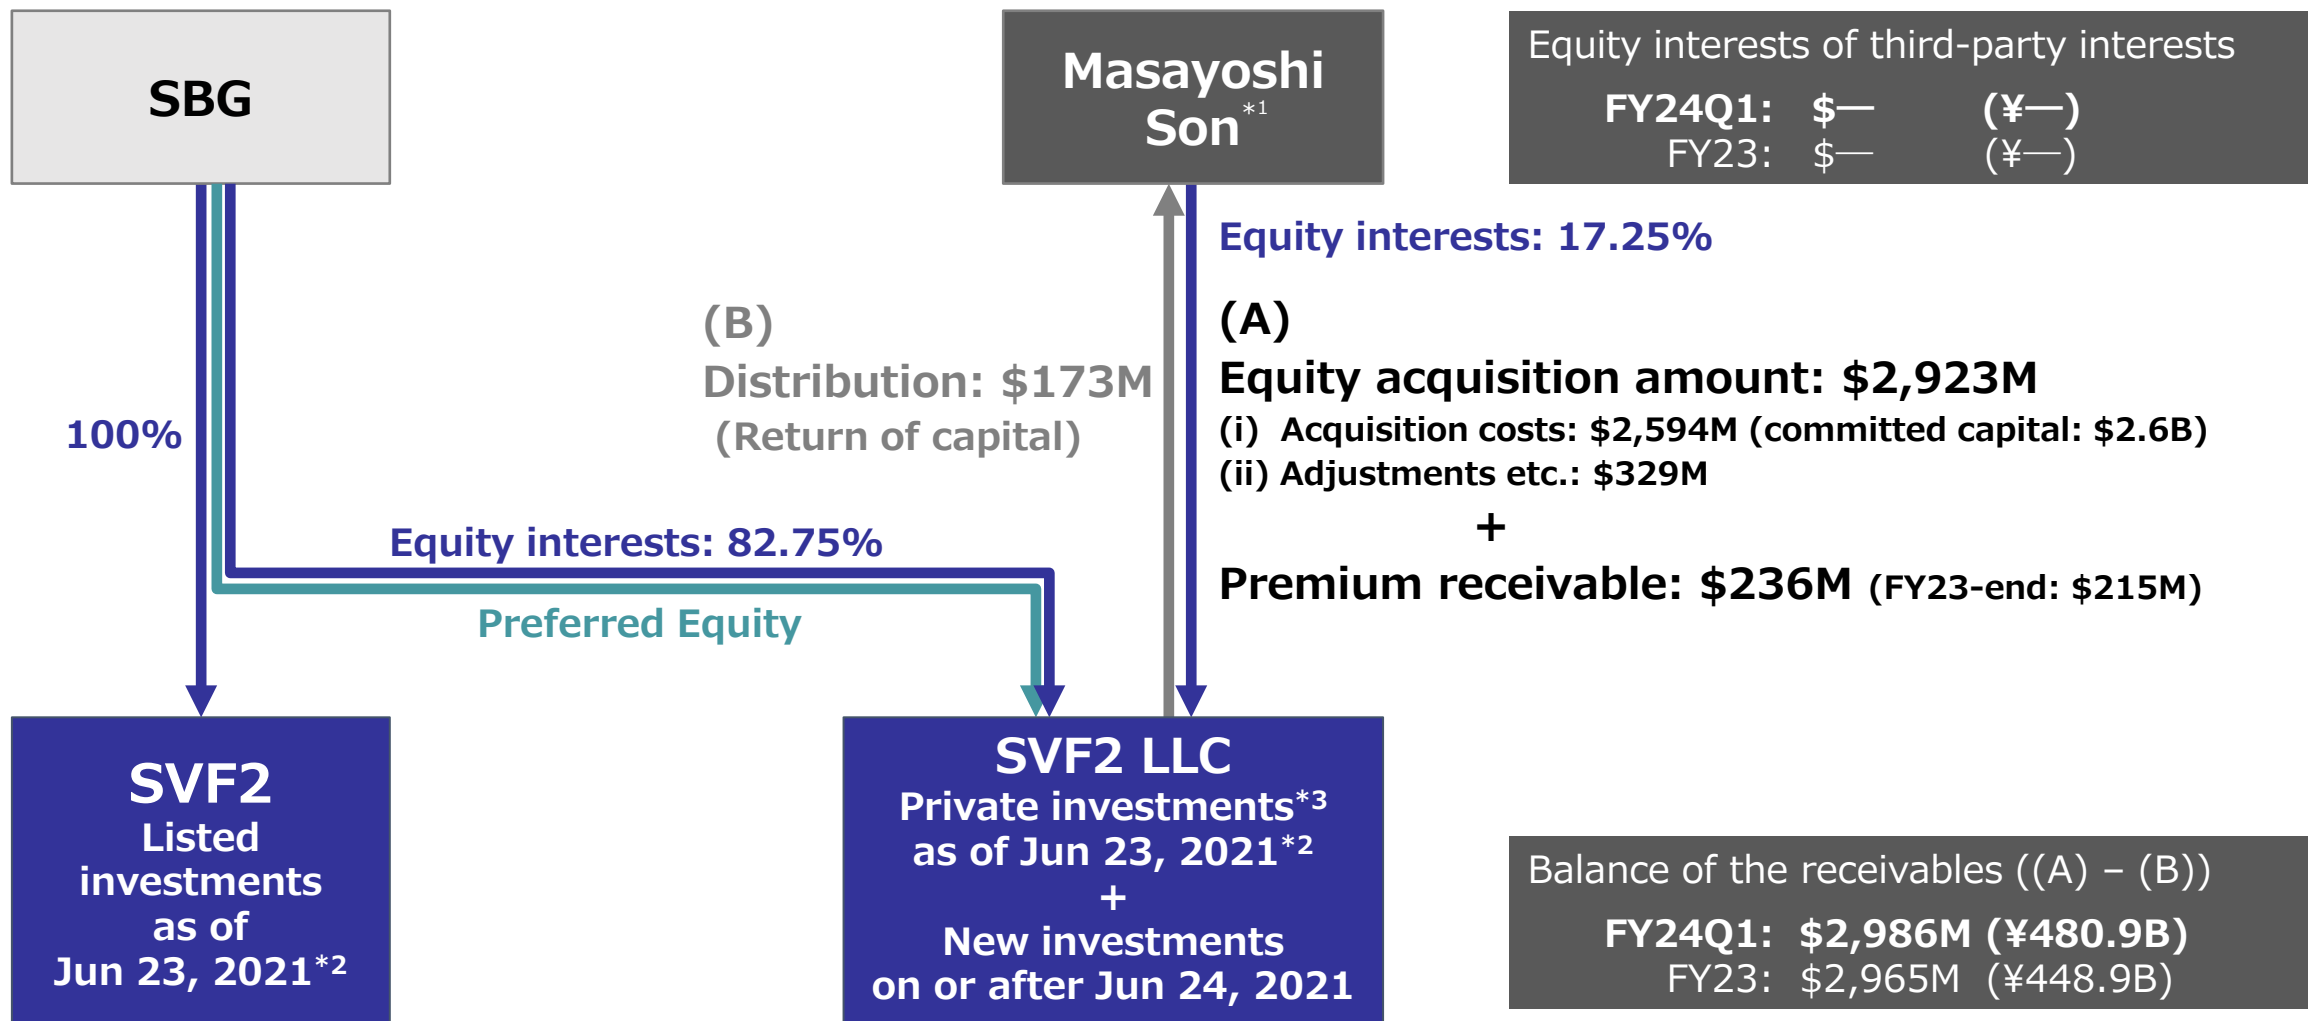 SBG
Masayoshi
Son*1
Equity interests of third-party interests
FY24Q1: $— (¥—)
FY23: $— (¥—)
Equity interests: 17.25%
(B)
Distribution: $173M
(Return of capital)
(A)
Equity acquisition amount: $2,923M
(i) Acquisition costs: $2,594M (committed capital: $2.6B)
(ii) Adjustments etc.: $329M
+
Premium receivable: $236M (FY23-end: $215M)
100%
Equity interests: 82.75%
Preferred Equity
SVF2
Listed
investments
as of
Jun 23, 2021*2
SVF2 LLC
Private investments*3
as of Jun 23, 2021*2
+
New investments
on or after Jun 24, 2021
Balance of the receivables ((A) – (B))
FY24Q1: $2,986M (¥480.9B)
FY23: $2,965M (¥448.9B)